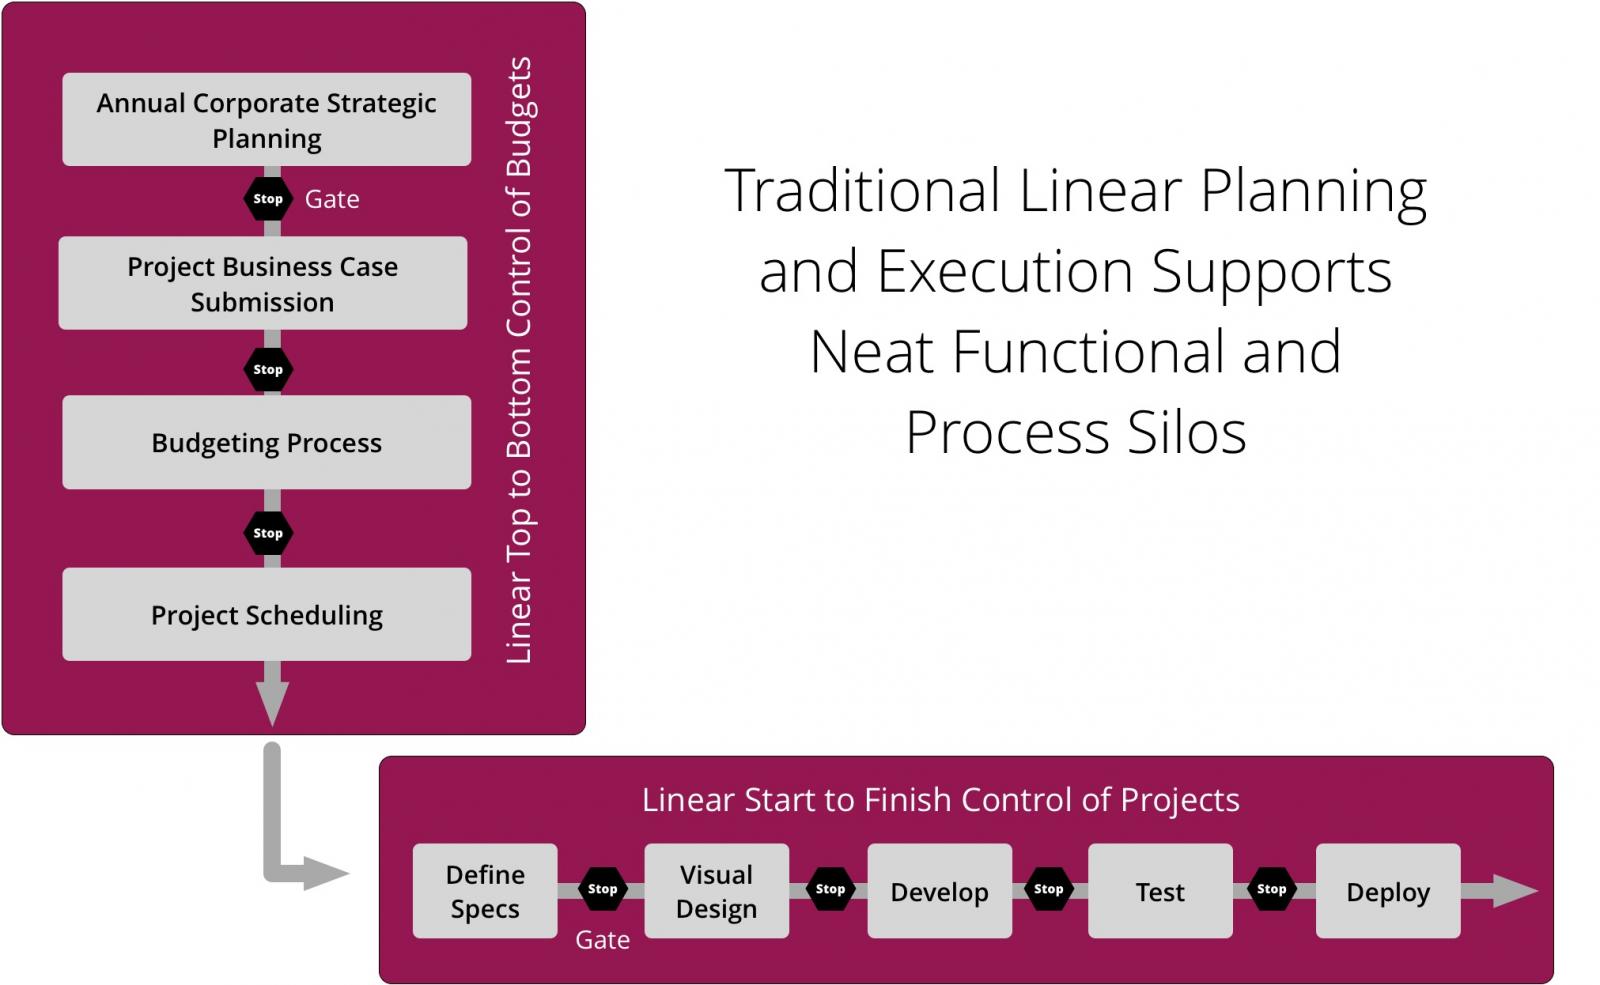 Annual Corporate Strategic
Planning
Stop
Gate
Project Business Case
Submission
Stop
Budgeting Process
Stop
Project Scheduling
Linear Top to Bottom Control of Budgets
Traditional Linear Planning
and Execution Supports
Neat Functional and
Process Silos
Linear Start to Finish Control of Projects
Define
Specs
Stop
Gate
Visual
Design
Stop
Develop
Stop
Test
Stop
Deploy